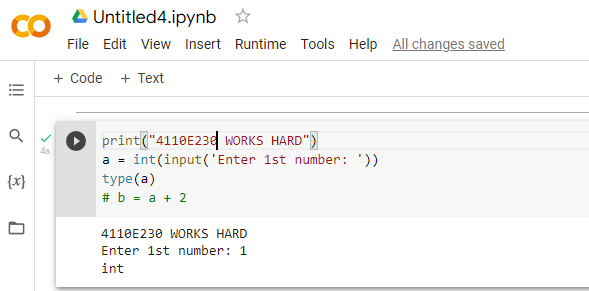 Untitled4.ipynb
File Edit View Insert Runtime Tools Help All changes saved
+ Code + Text
print("4110E230 WORKS HARD")
4s
a = int(input('Enter 1st number: '))
{x}
type(a)
# b = a + 2
4110E230 WORKS HARD
Enter 1st number: 1
int